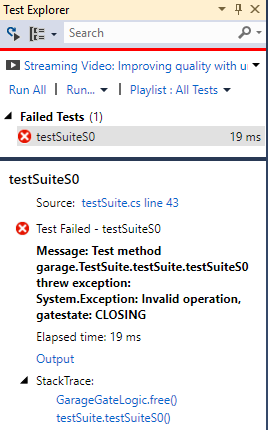 Test Explorer
Search
Streaming Video: Improving quality with un
Run All | Run... | Playlist : All Tests
Failed Tests (1)
testSuiteS0 19 ms
testSuiteS0
Source: testSuite.cs line 43
Test Failed - testSuiteS0
Message: Test method
garage.TestSuite.testSuite.testSuiteS0
threw exception:
System.Exception: Invalid operation,
gatestate: CLOSING
Elapsed time: 19 ms
Output
StackTrace:
GarageGateLogic.free()
testSuite.testSuiteS0()